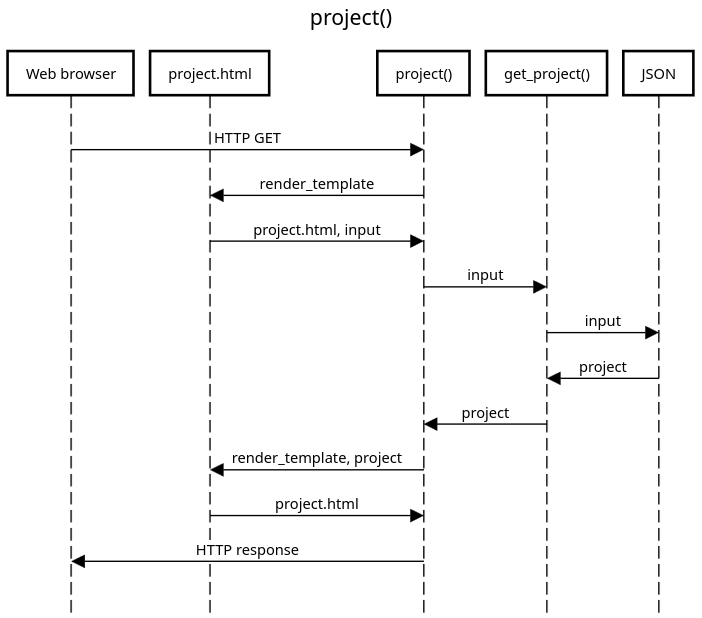 project()
Web browser
project.html
project()
get_project()
JSON
HTTP GET
render_template
project.html, input
input
input
project
project
render_template, project
project.html
HTTP response